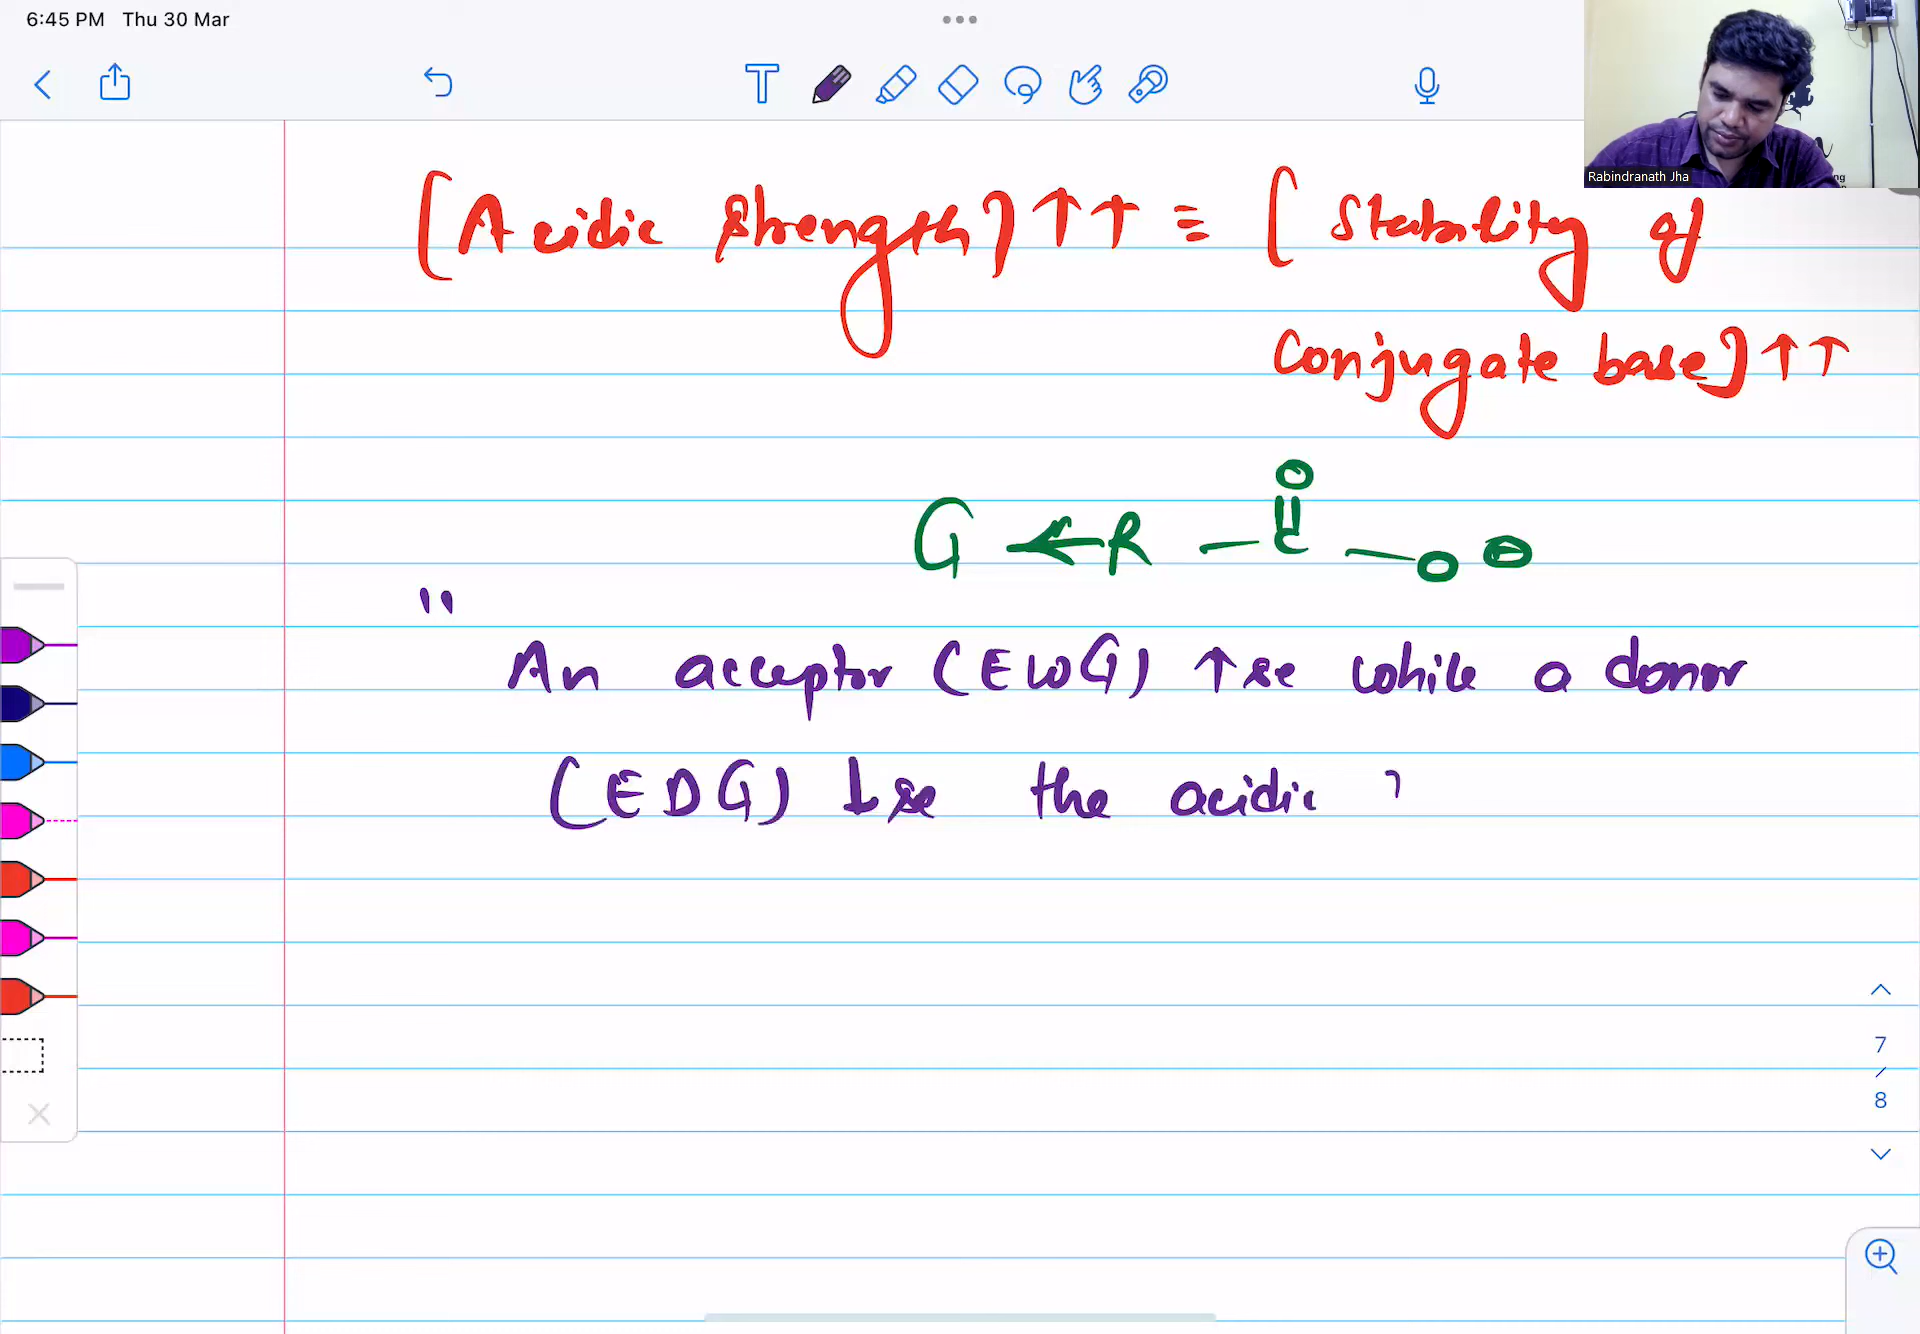 6:45 PM Thu 30 Mar
Rabindranath Jha
[Acidic strength] ↑↑ ≡ [Stability of
conjugate base] ↑↑
O
G ← R — C — O ⊖
"
An acceptor (EWG) ↑se while a donor
(EDG) ↓se the acidic
7
/
8